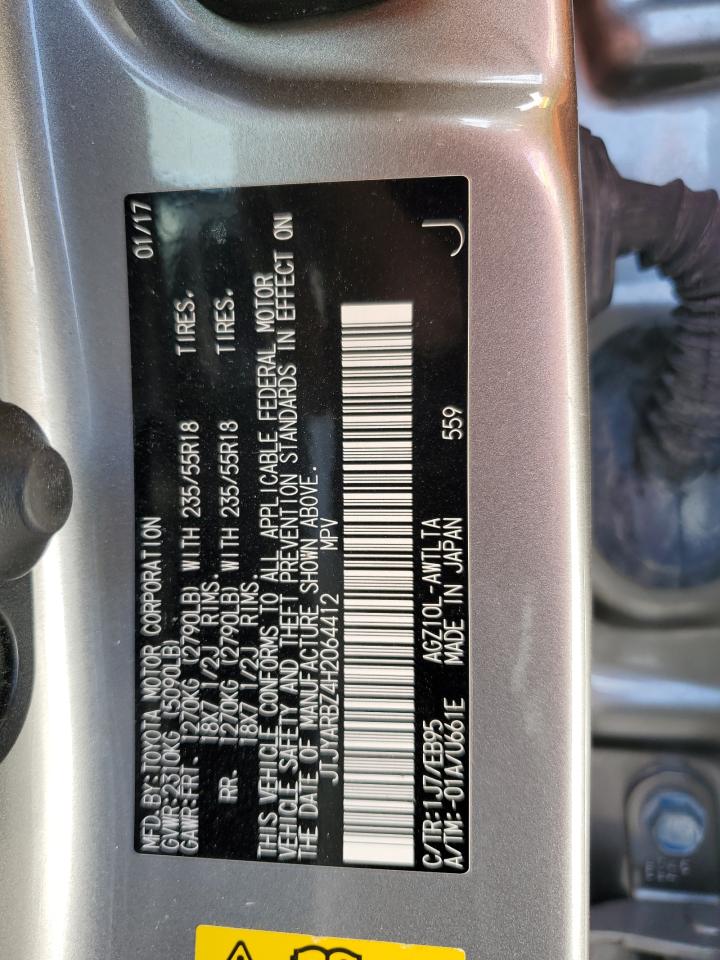 MFD. BY: TOYOTA MOTOR CORPORATION 01/17
GVWR: 2310KG (5090LB)
GAWR: FRT. 1270KG (2790LB) WITH 235/55R18 TIRES.
18X7 1/2J RIMS.
RR. 1270KG (2790LB) WITH 235/55R18 TIRES.
18X7 1/2J RIMS.
THIS VEHICLE CONFORMS TO ALL APPLICABLE FEDERAL MOTOR
VEHICLE SAFETY AND THEFT PREVENTION STANDARDS IN EFFECT ON
THE DATE OF MANUFACTURE SHOWN ABOVE.
JTJYARBZ4H2064412 MPV
C/TR: 1J7/EB95 AGZ10L-AWTLTA 559
A/TM: -01A/U661E MADE IN JAPAN J